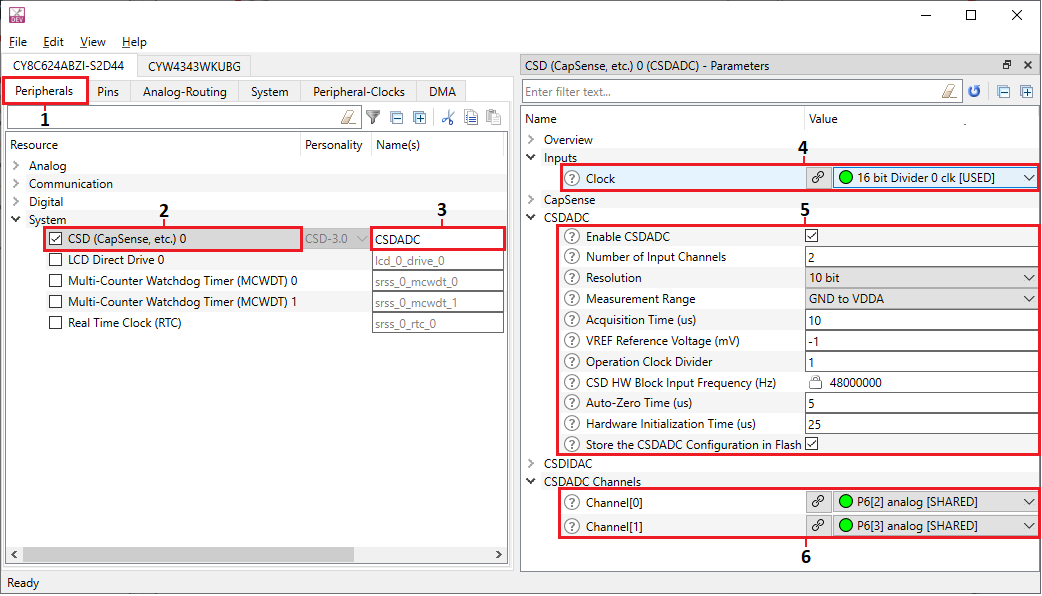 DEV
File Edit View Help
CY8C624ABZI-S2D44 CYW4343WKUBG
Peripherals Pins Analog-Routing System Peripheral-Clocks DMA
1
Resource Personality Name(s)
Analog
Communication
Digital
System
2
3
CSD (CapSense, etc.) 0 CSD-3.0 CSDADC
LCD Direct Drive 0 lcd_0_drive_0
Multi-Counter Watchdog Timer (MCWDT) 0 srss_0_mcwdt_0
Multi-Counter Watchdog Timer (MCWDT) 1 srss_0_mcwdt_1
Real Time Clock (RTC) srss_0_rtc_0
CSD (CapSense, etc.) 0 (CSDADC) - Parameters
Enter filter text...
Name Value
Overview
4
Inputs
? Clock 16 bit Divider 0 clk [USED]
CapSense
5
CSDADC
? Enable CSDADC
? Number of Input Channels 2
? Resolution 10 bit
? Measurement Range GND to VDDA
? Acquisition Time (us) 10
? VREF Reference Voltage (mV) -1
? Operation Clock Divider 1
? CSD HW Block Input Frequency (Hz) 48000000
? Auto-Zero Time (us) 5
? Hardware Initialization Time (us) 25
? Store the CSDADC Configuration in Flash
CSDIDAC
CSDADC Channels
? Channel[0] P6[2] analog [SHARED]
? Channel[1] P6[3] analog [SHARED]
6
Ready